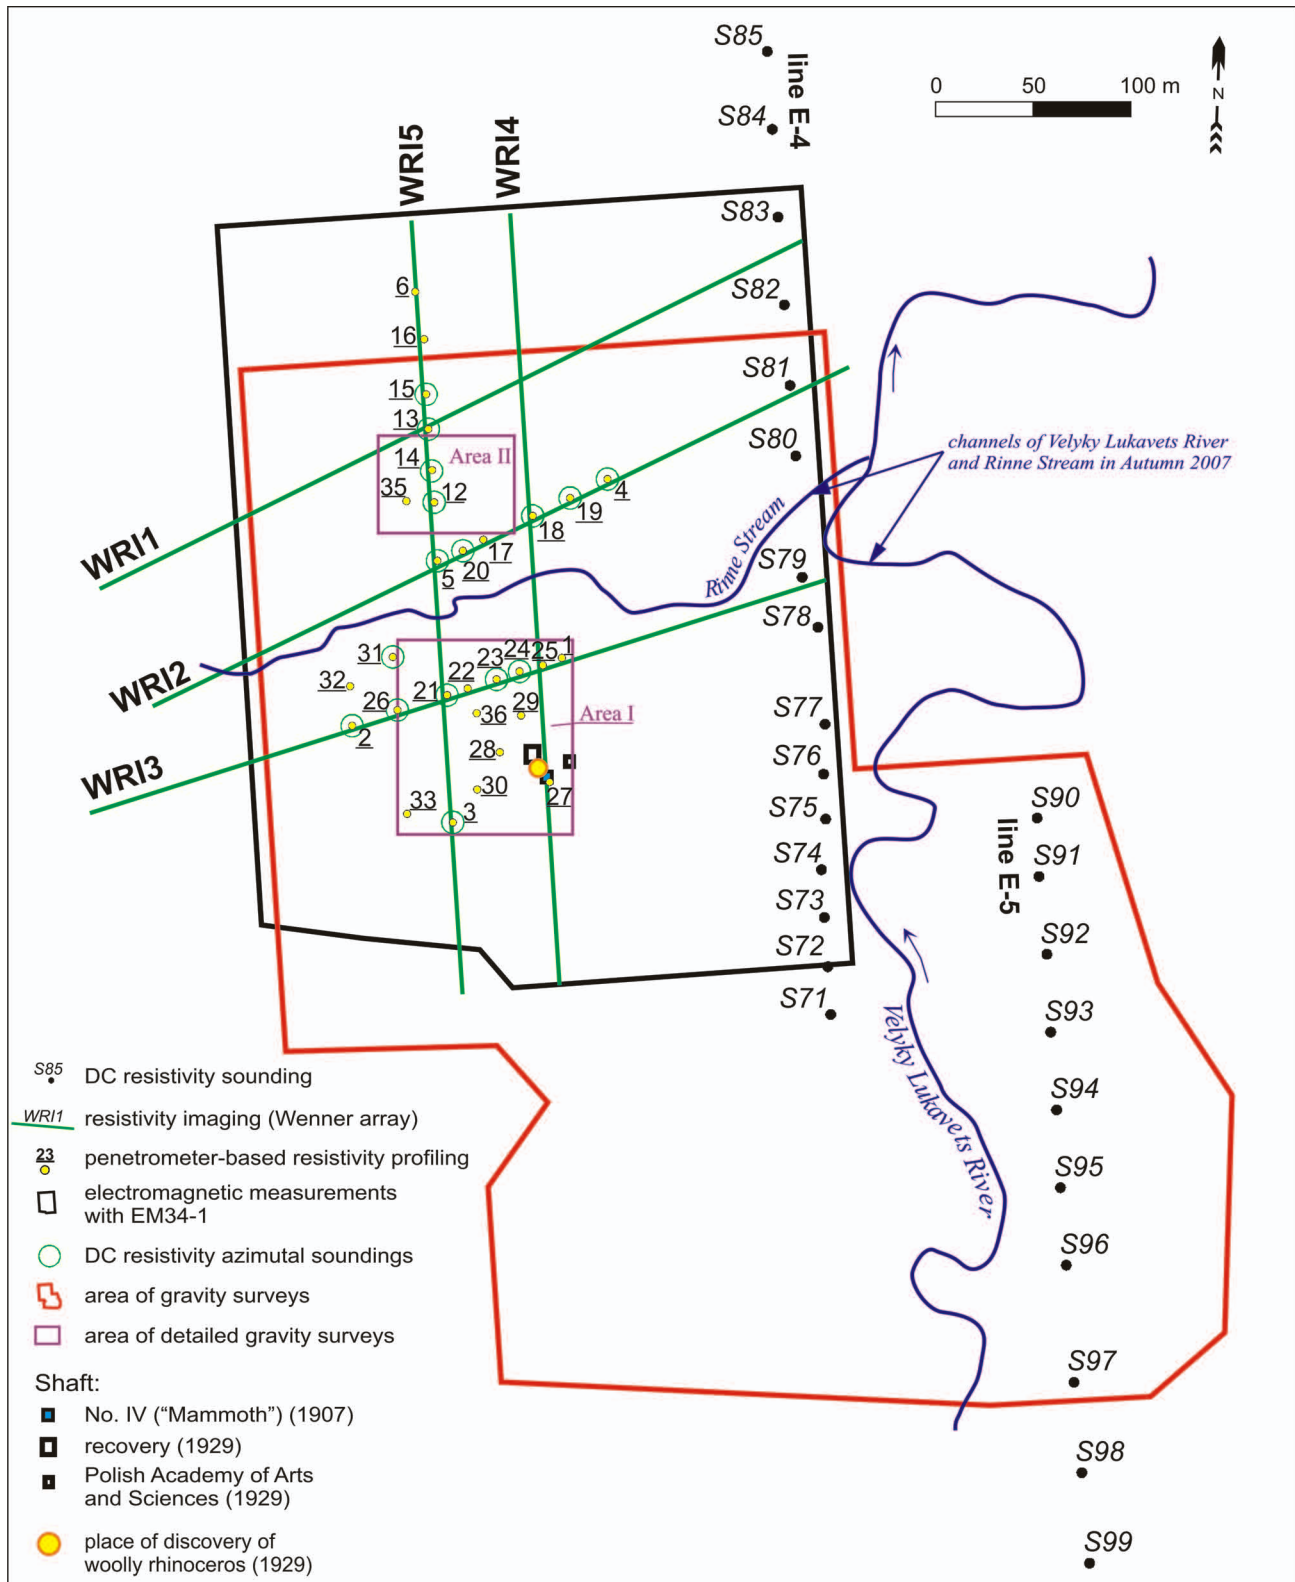 S85
line E-4
0 50 100 m
N
S84
WRI5
WRI4
S83
6
S82
16
S81
15
13
S80
channels of Velyky Lukavets River
and Rinne Stream in Autumn 2007
14
Area II
35
12
4
19
18
WRI1
17
20
5
Rinne Stream
S79
S78
31
1
25
24
23
22
32
21
WRI2
26
36
29
Area I
S77
2
28
S76
WRI3
30
27
33
3
S75
S90
line E-5
S74
S91
S73
S72
S92
S71
S93
Velyky Lukavets River
S94
S95
S96
S97
S98
S99
S85
DC resistivity sounding
WRI1
resistivity imaging (Wenner array)
23
penetrometer-based resistivity profiling
electromagnetic measurements
with EM34-1
DC resistivity azimutal soundings
area of gravity surveys
area of detailed gravity surveys
Shaft:
No. IV (“Mammoth”) (1907)
recovery (1929)
Polish Academy of Arts
and Sciences (1929)
place of discovery of
woolly rhinoceros (1929)